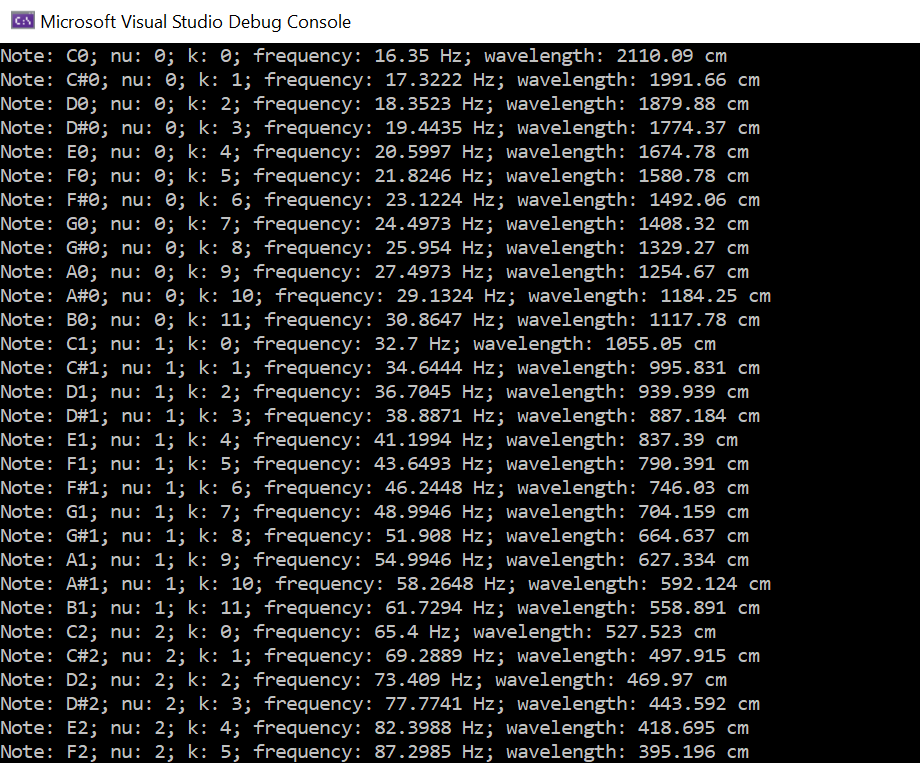 C:\ Microsoft Visual Studio Debug Console
Note: C0; nu: 0; k: 0; frequency: 16.35 Hz; wavelength: 2110.09 cm
Note: C#0; nu: 0; k: 1; frequency: 17.3222 Hz; wavelength: 1991.66 cm
Note: D0; nu: 0; k: 2; frequency: 18.3523 Hz; wavelength: 1879.88 cm
Note: D#0; nu: 0; k: 3; frequency: 19.4435 Hz; wavelength: 1774.37 cm
Note: E0; nu: 0; k: 4; frequency: 20.5997 Hz; wavelength: 1674.78 cm
Note: F0; nu: 0; k: 5; frequency: 21.8246 Hz; wavelength: 1580.78 cm
Note: F#0; nu: 0; k: 6; frequency: 23.1224 Hz; wavelength: 1492.06 cm
Note: G0; nu: 0; k: 7; frequency: 24.4973 Hz; wavelength: 1408.32 cm
Note: G#0; nu: 0; k: 8; frequency: 25.954 Hz; wavelength: 1329.27 cm
Note: A0; nu: 0; k: 9; frequency: 27.4973 Hz; wavelength: 1254.67 cm
Note: A#0; nu: 0; k: 10; frequency: 29.1324 Hz; wavelength: 1184.25 cm
Note: B0; nu: 0; k: 11; frequency: 30.8647 Hz; wavelength: 1117.78 cm
Note: C1; nu: 1; k: 0; frequency: 32.7 Hz; wavelength: 1055.05 cm
Note: C#1; nu: 1; k: 1; frequency: 34.6444 Hz; wavelength: 995.831 cm
Note: D1; nu: 1; k: 2; frequency: 36.7045 Hz; wavelength: 939.939 cm
Note: D#1; nu: 1; k: 3; frequency: 38.8871 Hz; wavelength: 887.184 cm
Note: E1; nu: 1; k: 4; frequency: 41.1994 Hz; wavelength: 837.39 cm
Note: F1; nu: 1; k: 5; frequency: 43.6493 Hz; wavelength: 790.391 cm
Note: F#1; nu: 1; k: 6; frequency: 46.2448 Hz; wavelength: 746.03 cm
Note: G1; nu: 1; k: 7; frequency: 48.9946 Hz; wavelength: 704.159 cm
Note: G#1; nu: 1; k: 8; frequency: 51.908 Hz; wavelength: 664.637 cm
Note: A1; nu: 1; k: 9; frequency: 54.9946 Hz; wavelength: 627.334 cm
Note: A#1; nu: 1; k: 10; frequency: 58.2648 Hz; wavelength: 592.124 cm
Note: B1; nu: 1; k: 11; frequency: 61.7294 Hz; wavelength: 558.891 cm
Note: C2; nu: 2; k: 0; frequency: 65.4 Hz; wavelength: 527.523 cm
Note: C#2; nu: 2; k: 1; frequency: 69.2889 Hz; wavelength: 497.915 cm
Note: D2; nu: 2; k: 2; frequency: 73.409 Hz; wavelength: 469.97 cm
Note: D#2; nu: 2; k: 3; frequency: 77.7741 Hz; wavelength: 443.592 cm
Note: E2; nu: 2; k: 4; frequency: 82.3988 Hz; wavelength: 418.695 cm
Note: F2; nu: 2; k: 5; frequency: 87.2985 Hz; wavelength: 395.196 cm